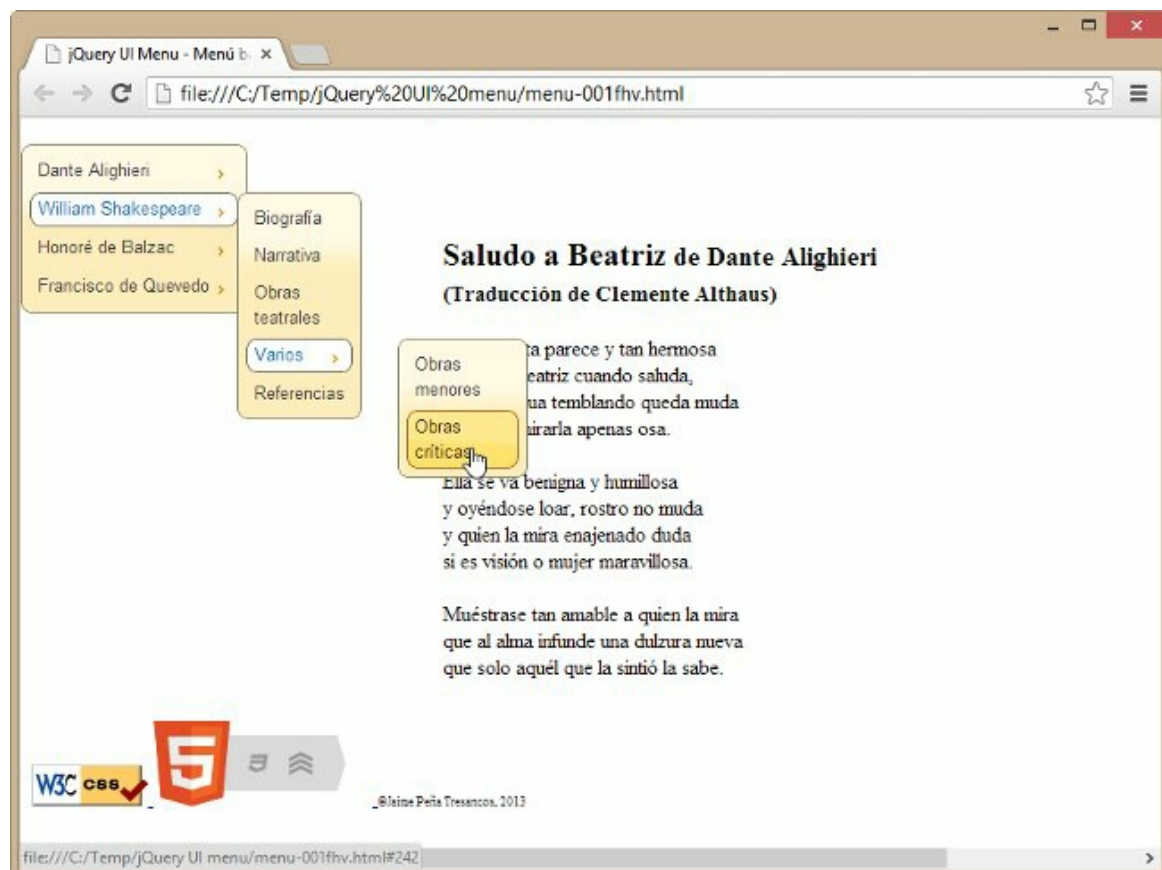 jQuery UI Menu - Menú b
file:///C:/Temp/jQuery%20UI%20menu/menu-001fhv.html
Dante Alighieri
William Shakespeare
Honoré de Balzac
Francisco de Quevedo
Biografía
Narrativa
Obras
teatrales
Varios
Referencias
Obras
menores
Obras
críticas
Saludo a Beatriz de Dante Alighieri
(Traducción de Clemente Althaus)
parece y tan hermosa
cuando saluda,
temblando queda muda
apenas osa.
Ella se va benigna y humillosa
y oyéndose loar, rostro no muda
y quien la mira enajenado duda
si es visión o mujer maravillosa.
Muéstrase tan amable a quien la mira
que al alma infunde una dulzura nueva
que solo aquél que la sintió la sabe.
W3C css
5
3
@Jaime Peña Tresancos, 2013
file:///C:/Temp/jQuery UI menu/menu-001fhv.html#242